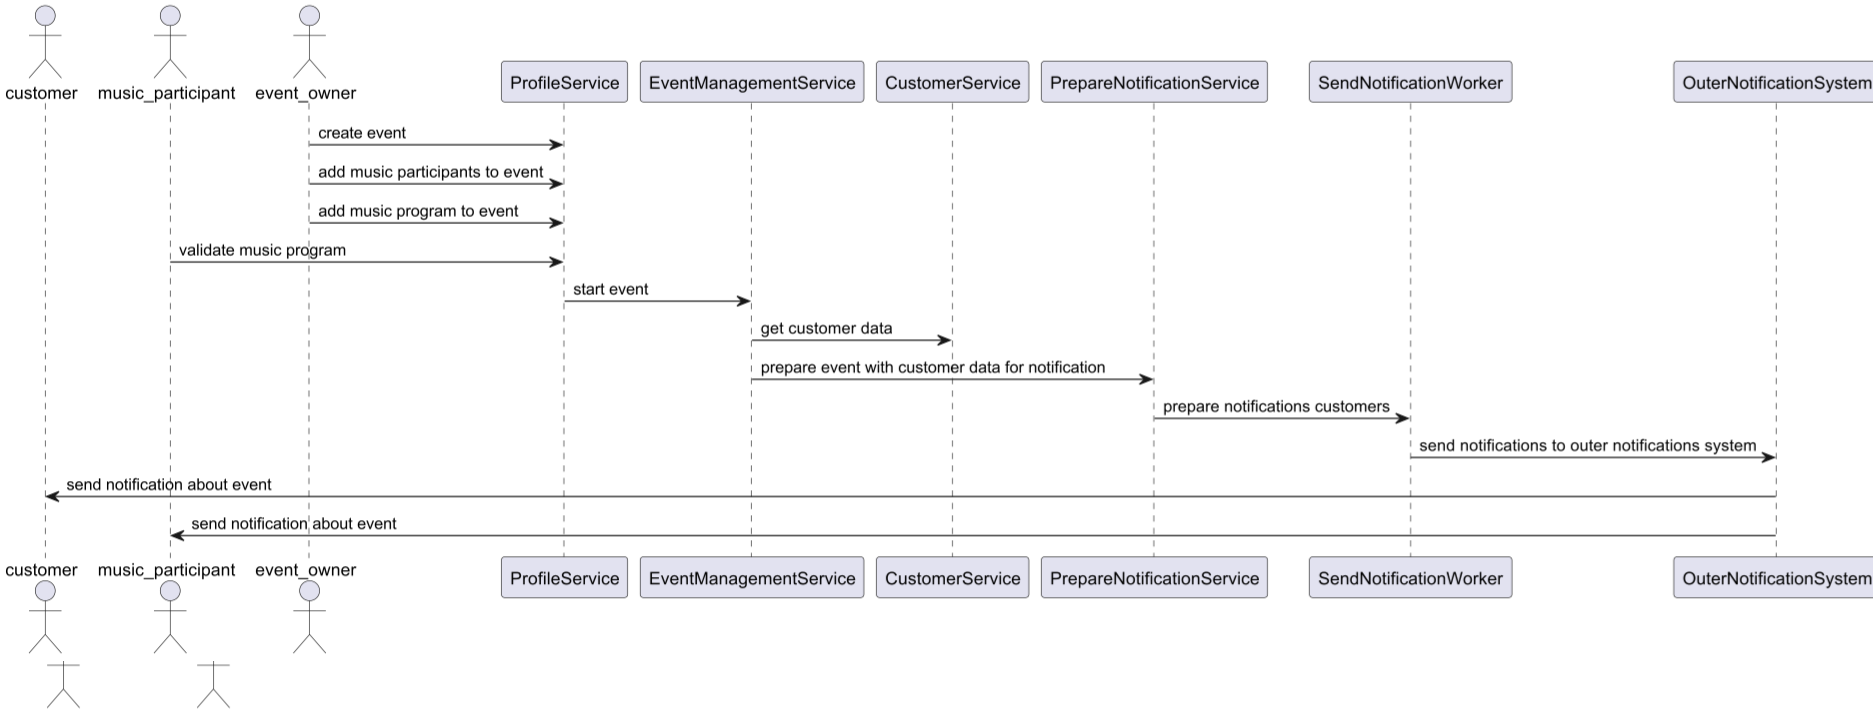 customer
music_participant
event_owner
ProfileService
EventManagementService
CustomerService
PrepareNotificationService
SendNotificationWorker
OuterNotificationSystem
create event
add music participants to event
add music program to event
validate music program
start event
get customer data
prepare event with customer data for notification
prepare notifications customers
send notifications to outer notifications system
send notification about event
send notification about event
customer
music_participant
event_owner
ProfileService
EventManagementService
CustomerService
PrepareNotificationService
SendNotificationWorker
OuterNotificationSystem